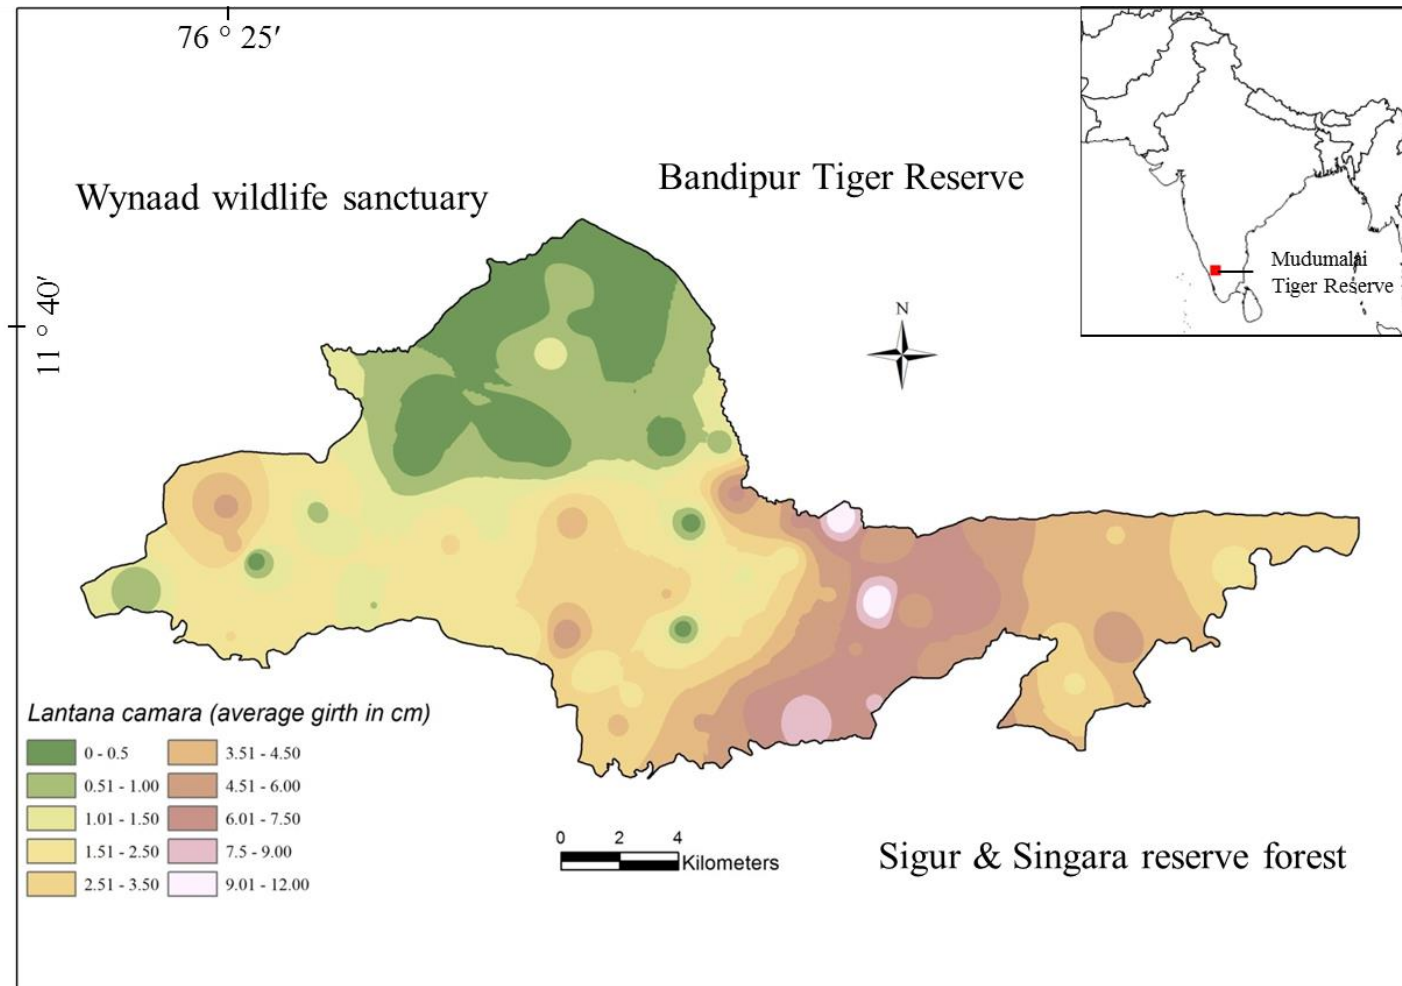 76 ° 25′
Wynaad wildlife sanctuary
Bandipur Tiger Reserve
Mudumalai
Tiger Reserve
11 ° 40′
N
Lantana camara (average girth in cm)
0 - 0.5
0.51 - 1.00
1.01 - 1.50
1.51 - 2.50
2.51 - 3.50
3.51 - 4.50
4.51 - 6.00
6.01 - 7.50
7.5 - 9.00
9.01 - 12.00
0 2 4
Kilometers
Sigur & Singara reserve forest